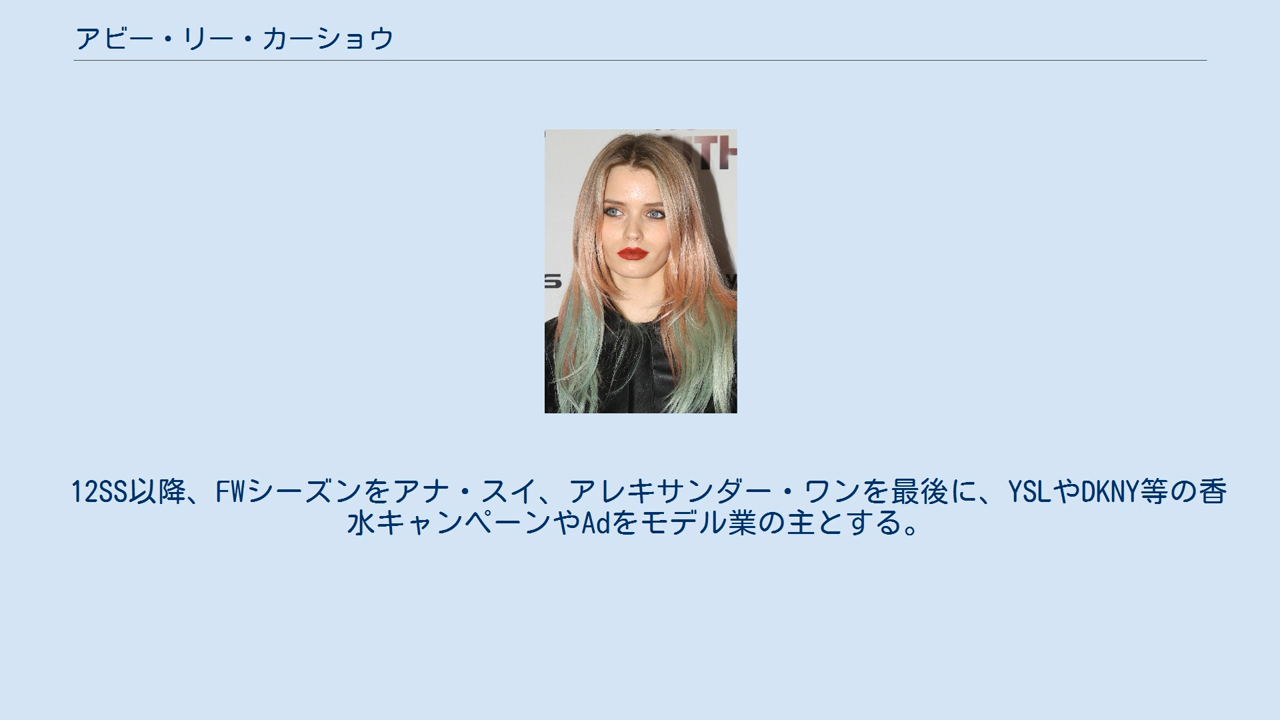 アビー・リー・カーショウ
TH
S
12SS以降、FWシーズンをアナ・スイ、アレキサンダー・ワンを最後に、YSLやDKNY等の香
水キャンペーンやAdをモデル業の主とする。